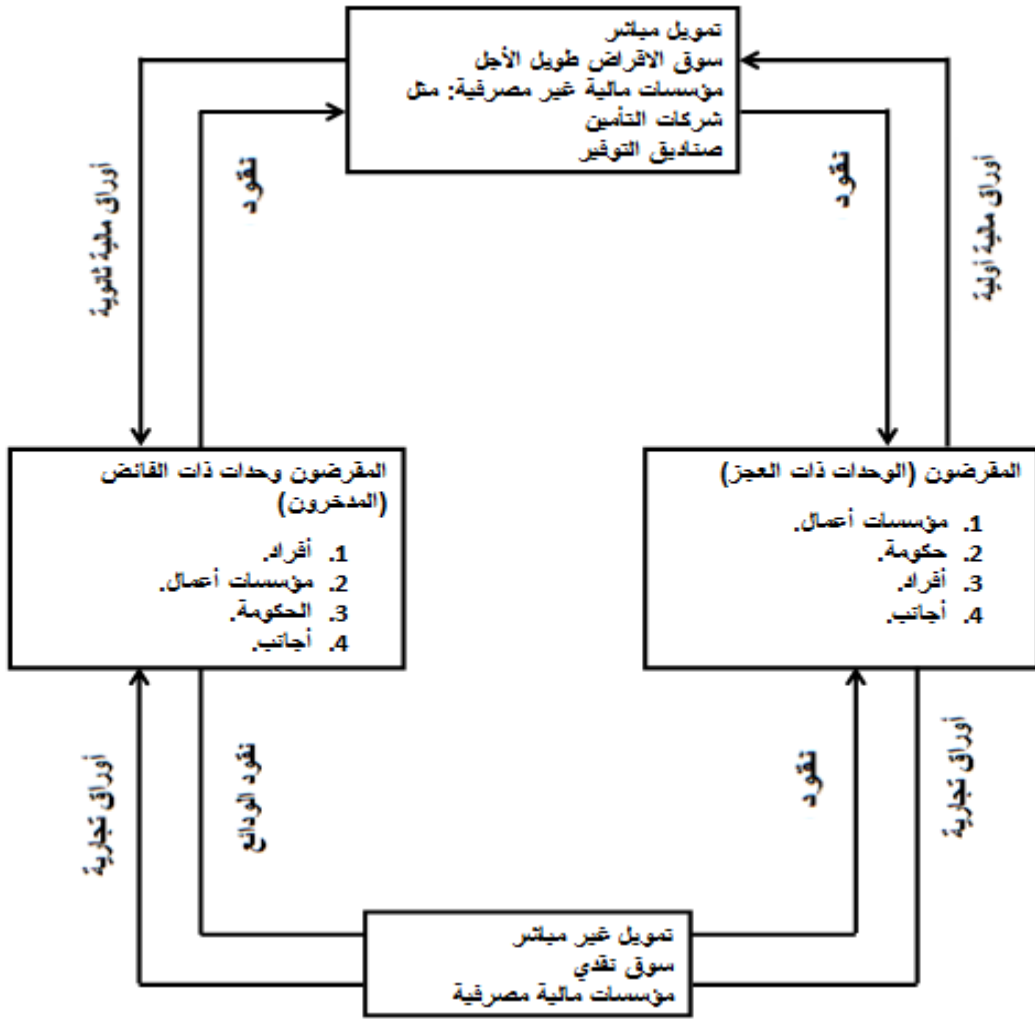 تمويل مباشر
سوق الاقراض طويل الأجل
مؤسسات مالية غير مصرفية: مثل
شركات التأمين
صناديق التوفير
أوراق مالية ثانوية
نقود
نقود
أوراق مالية أولية
المقرضون وحدات ذات الفائض
(المدخرون)
1. أفراد.
2. مؤسسات أعمال.
3. الحكومة.
4. أجانب.
المقرضون (الوحدات ذات العجز)
1. مؤسسات أعمال.
2. حكومة.
3. أفراد.
4. أجانب.
أوراق تجارية
نقود الودائع
نقود
أوراق تجارية
تمويل غير مباشر
سوق نقدي
مؤسسات مالية مصرفية